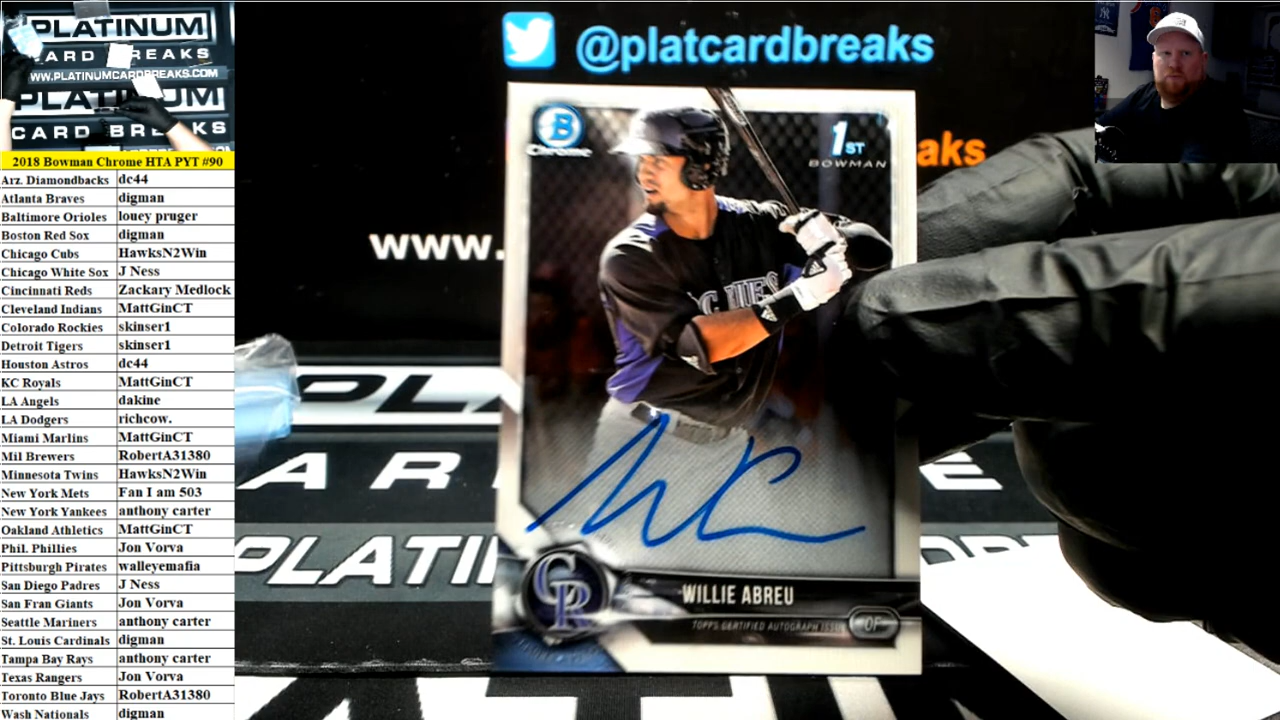 PLATINUM
CARD BREAKS
WWW.PLATINUMCARDBREAKS.COM
PLATINUM
CARD BREAKS
2018 Bowman Chrome HTA PYT #90
Arz. Diamondbacks dc44
Atlanta Braves digman
Baltimore Orioles louey pruger
Boston Red Sox digman
Chicago Cubs HawksN2Win
Chicago White Sox J Ness
Cincinnati Reds Zackary Medlock
Cleveland Indians MattGinCT
Colorado Rockies skinser1
Detroit Tigers skinser1
Houston Astros dc44
KC Royals MattGinCT
LA Angels dakine
LA Dodgers richcow.
Miami Marlins MattGinCT
Mil Brewers RobertA31380
Minnesota Twins HawksN2Win
New York Mets Fan I am 503
New York Yankees anthony carter
Oakland Athletics MattGinCT
Phil. Phillies Jon Vorva
Pittsburgh Pirates walleyemafia
San Diego Padres J Ness
San Fran Giants Jon Vorva
Seattle Mariners anthony carter
St. Louis Cardinals digman
Tampa Bay Rays anthony carter
Texas Rangers Jon Vorva
Toronto Blue Jays RobertA31380
Wash Nationals digman
@platcardbreaks
B
Chrome
1ST
BOWMAN
aks
www.
CR
WILLIE ABREU
TOPPS CERTIFIED AUTOGRAPH ISSUE
OF
PLA
AR E
PLATI